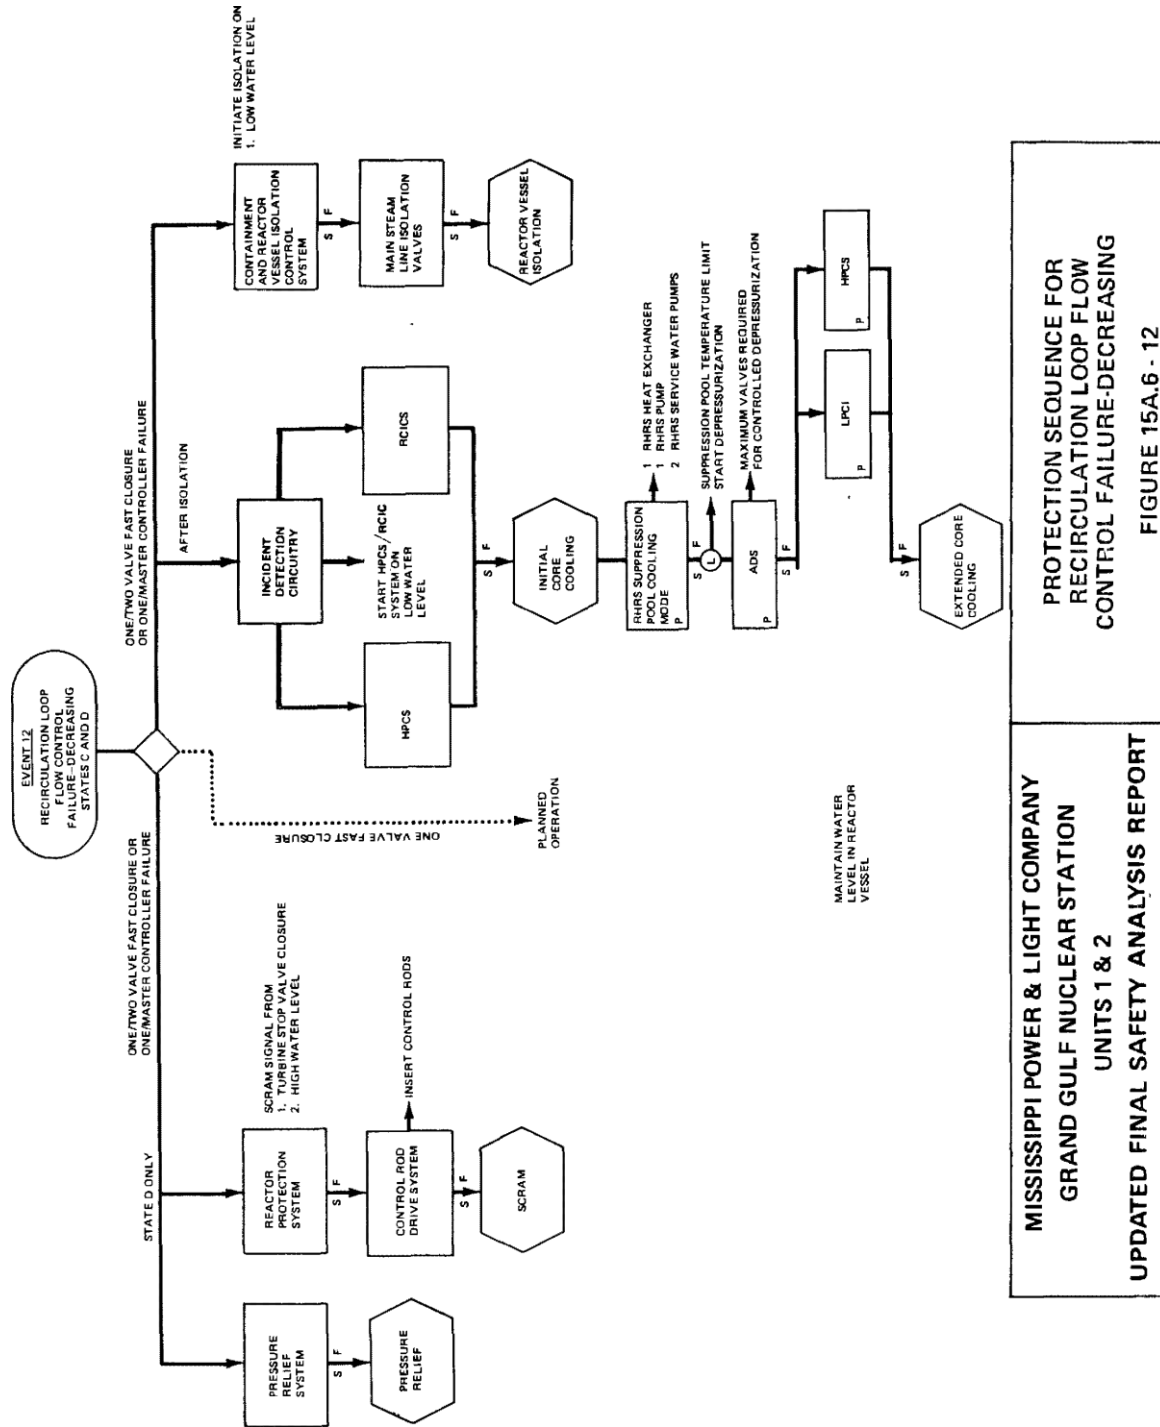 EVENT 12
RECIRCULATION LOOP
FLOW CONTROL
FAILURE–DECREASING
STATES C AND D
ONE/TWO VALVE FAST CLOSURE OR
ONE/MASTER CONTROLLER FAILURE
ONE/TWO VALVE FAST CLOSURE
OR ONE/MASTER CONTROLLER FAILURE
STATE D ONLY
AFTER ISOLATION
ONE VALVE FAST CLOSURE
PLANNED
OPERATION
PRESSURE
RELIEF
SYSTEM
S F
PRESSURE
RELIEF
SCRAM SIGNAL FROM
1. TURBINE STOP VALVE CLOSURE
2. HIGH WATER LEVEL
REACTOR
PROTECTION
SYSTEM
S F
CONTROL ROD
DRIVE SYSTEM
INSERT CONTROL RODS
S F
SCRAM
INCIDENT
DETECTION
CIRCUITRY
START HPCS/RCIC
SYSTEM ON
LOW WATER
LEVEL
HPCS
RCICS
S F
INITIAL
CORE
COOLING
RHRS SUPPRESSION
POOL COOLING
MODE
P
1 RHRS HEAT EXCHANGER
1 RHRS PUMP
2 RHRS SERVICE WATER PUMPS
S F
L
SUPPRESSION POOL TEMPERATURE LIMIT
START DEPRESSURIZATION
ADS
P
MAXIMUM VALVES REQUIRED
FOR CONTROLLED DEPRESSURIZATION
S F
MAINTAIN WATER
LEVEL IN REACTOR
VESSEL
LPCI
P
HPCS
P
S F
EXTENDED CORE
COOLING
INITIATE ISOLATION ON
1. LOW WATER LEVEL
CONTAINMENT
AND REACTOR
VESSEL ISOLATION
CONTROL
SYSTEM
S F
MAIN STEAM
LINE ISOLATION
VALVES
S F
REACTOR VESSEL
ISOLATION
MISSISSIPPI POWER & LIGHT COMPANY
GRAND GULF NUCLEAR STATION
UNITS 1 & 2
UPDATED FINAL SAFETY ANALYSIS REPORT
PROTECTION SEQUENCE FOR
RECIRCULATION LOOP FLOW
CONTROL FAILURE-DECREASING
FIGURE 15A.6 - 12